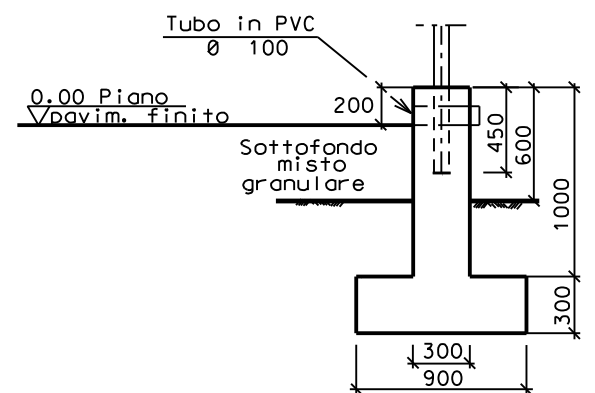 Tubo in PVC
Ø 100
0.00 Piano
pavim. finito
200
450
600
Sottofondo
misto
granulare
1000
300
300
900